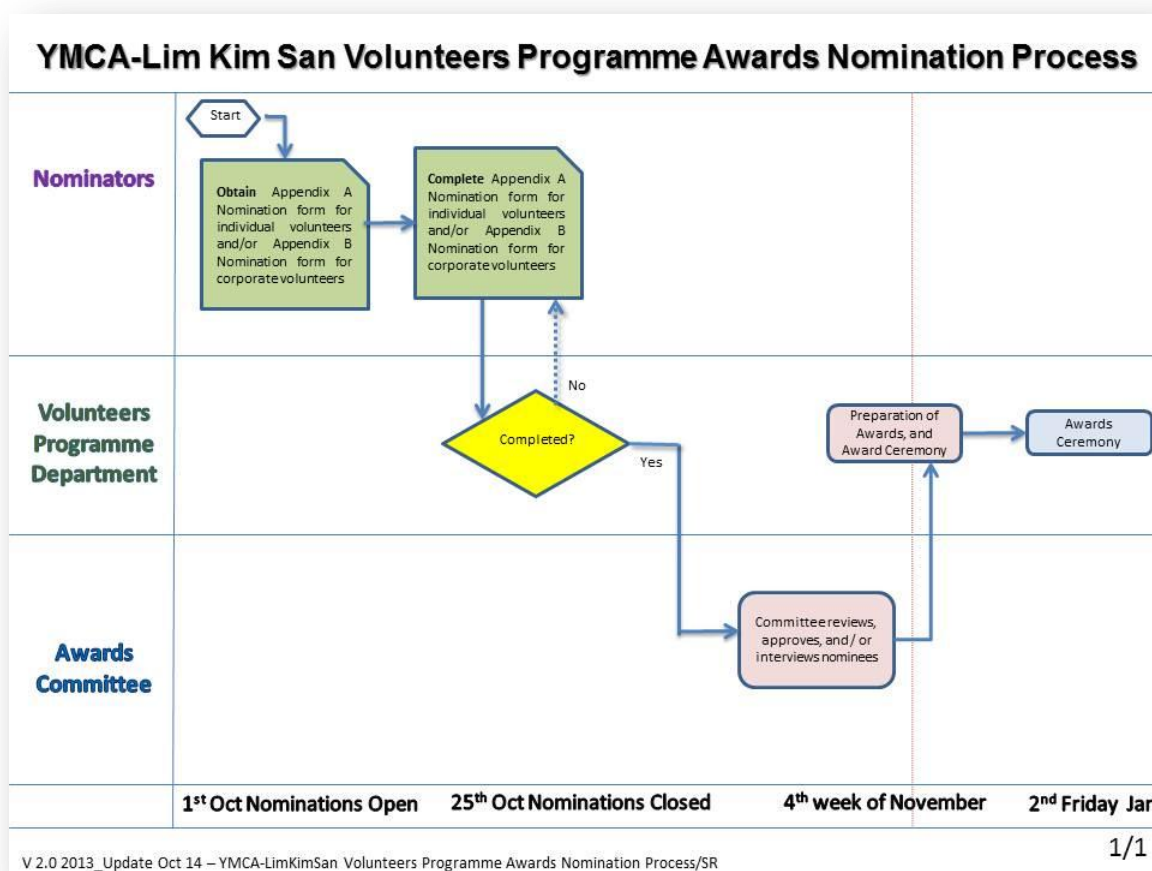 YMCA-Lim Kim San Volunteers Programme Awards Nomination Process
Nominators
Start
Obtain Appendix A
Nomination form for
individual volunteers
and/or Appendix B
Nomination form for
corporate volunteers
Complete Appendix A
Nomination form for
individual volunteers
and/or Appendix B
Nomination form for
corporate volunteers
No
Volunteers
Programme
Department
Completed?
Yes
Preparation of
Awards, and
Award Ceremony
Awards
Ceremony
Awards
Committee
Committee reviews,
approves, and / or
interviews nominees
1st Oct Nominations Open
25th Oct Nominations Closed
4th week of November
2nd Friday Jan
1/1
V 2.0 2013_Update Oct 14 – YMCA-LimKimSan Volunteers Programme Awards Nomination Process/SR